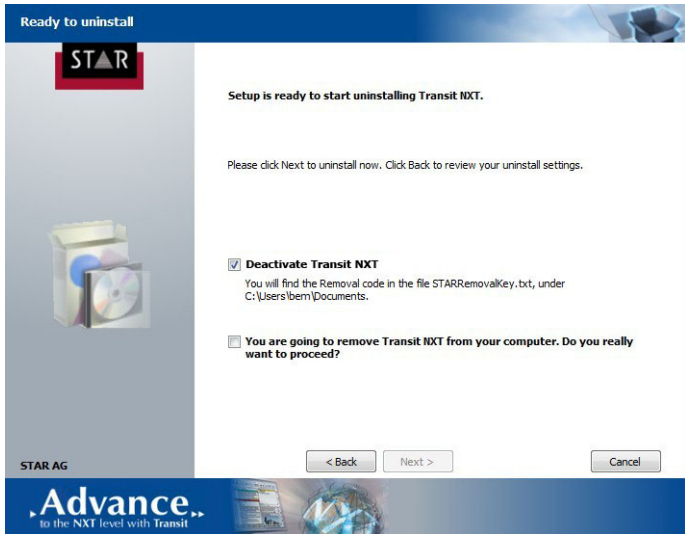 Ready to uninstall
STAR
Setup is ready to start uninstalling Transit NXT.
Please click Next to uninstall now. Click Back to review your uninstall settings.
Deactivate Transit NXT
You will find the Removal code in the file STARRemovalKey.txt, under
C:\Users\bem\Documents.
You are going to remove Transit NXT from your computer. Do you really
want to proceed?
STAR AG
< Back
Next >
Cancel
Advance
to the NXT level with Transit